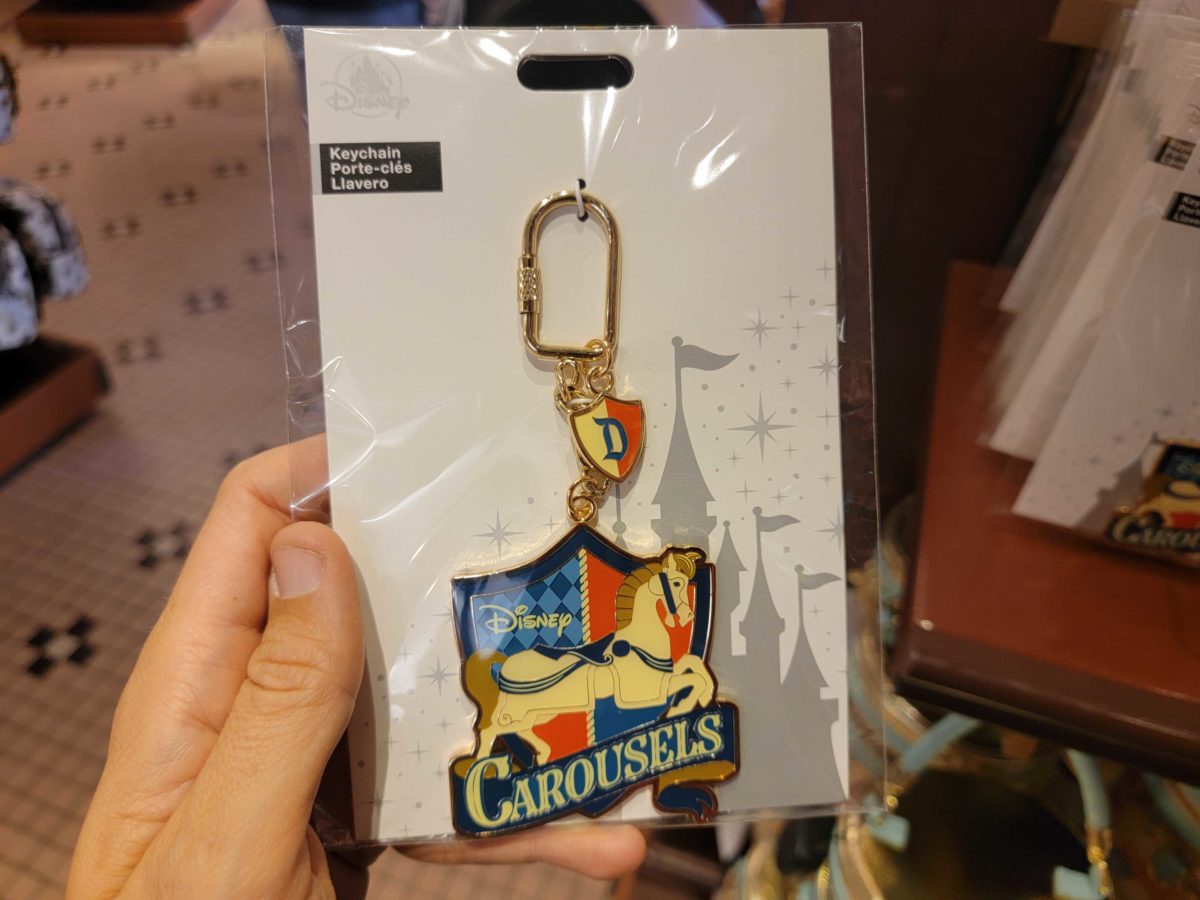 Disney
Keychain
Porte-clés
Llavero
D
Disney
CAROUSELS